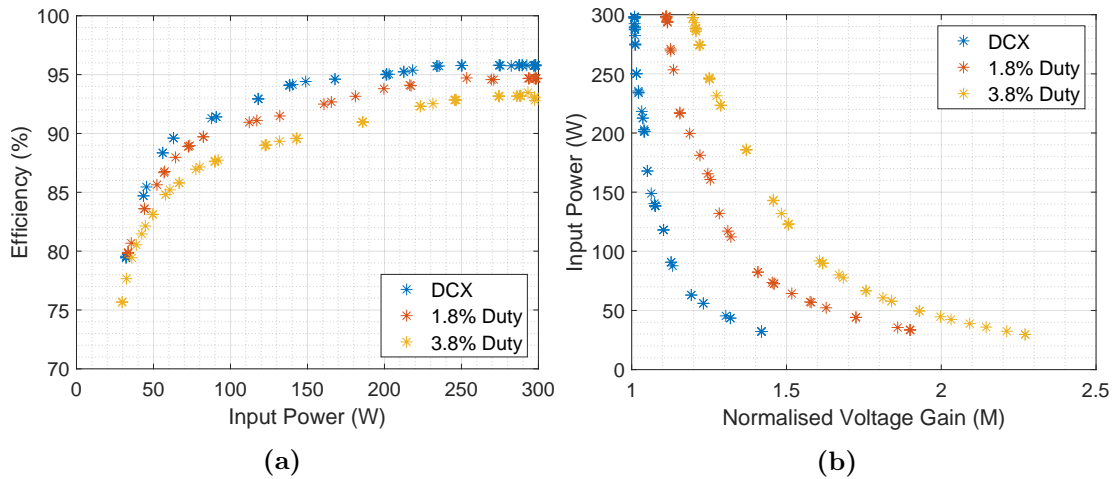 100
95
90
85
80
75
70
Efficiency (%)
0 50 100 150 200 250 300
Input Power (W)
DCX
1.8% Duty
3.8% Duty
(a)
300
250
200
150
100
50
0
Input Power (W)
1 1.5 2 2.5
Normalised Voltage Gain (M)
DCX
1.8% Duty
3.8% Duty
(b)